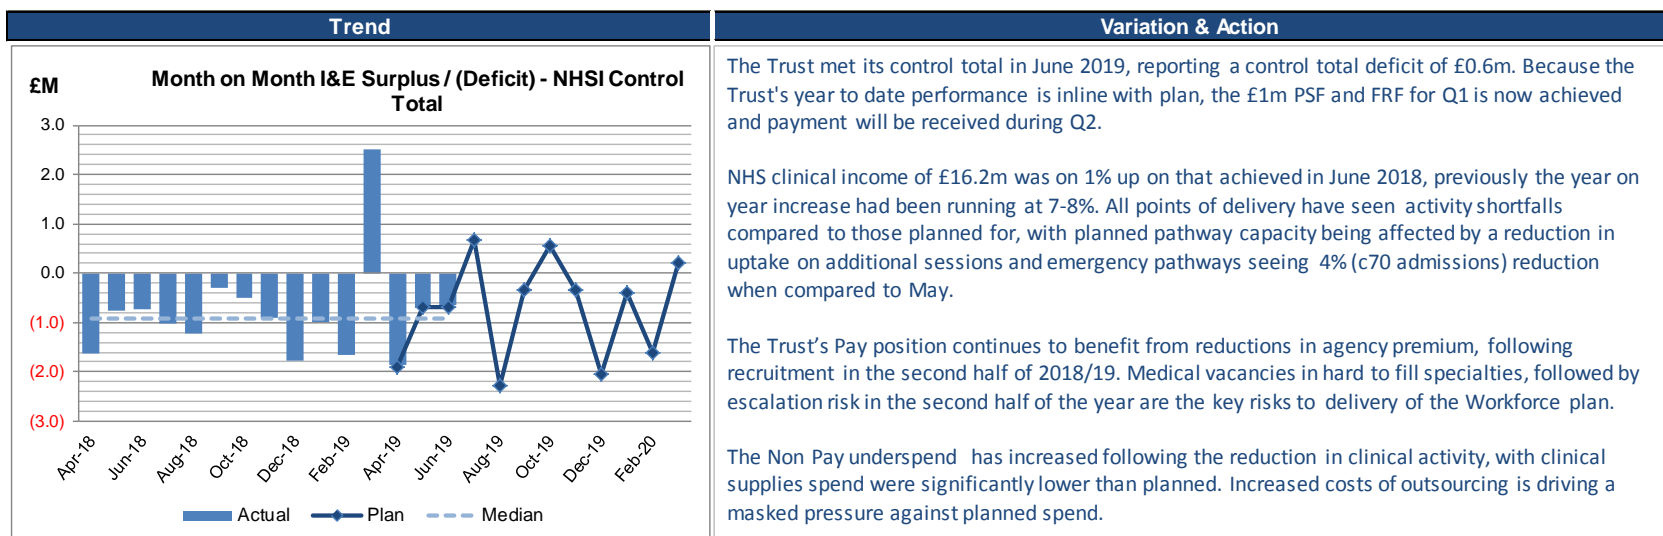 Trend
Variation & Action
£M
Month on Month I&E Surplus / (Deficit) - NHSI Control
Total
3.0
2.0
1.0
0.0
(1.0)
(2.0)
(3.0)
Apr-18
Jun-18
Aug-18
Oct-18
Dec-18
Feb-19
Apr-19
Jun-19
Aug-19
Oct-19
Dec-19
Feb-20
Actual
Plan
Median
The Trust met its control total in June 2019, reporting a control total deficit of £0.6m. Because the
Trust's year to date performance is inline with plan, the £1m PSF and FRF for Q1 is now achieved
and payment will be received during Q2.
NHS clinical income of £16.2m was on 1% up on that achieved in June 2018, previously the year on
year increase had been running at 7-8%. All points of delivery have seen activity shortfalls
compared to those planned for, with planned pathway capacity being affected by a reduction in
uptake on additional sessions and emergency pathways seeing 4% (c70 admissions) reduction
when compared to May.
The Trust’s Pay position continues to benefit from reductions in agency premium, following
recruitment in the second half of 2018/19. Medical vacancies in hard to fill specialties, followed by
escalation risk in the second half of the year are the key risks to delivery of the Workforce plan.
The Non Pay underspend has increased following the reduction in clinical activity, with clinical
supplies spend were significantly lower than planned. Increased costs of outsourcing is driving a
masked pressure against planned spend.